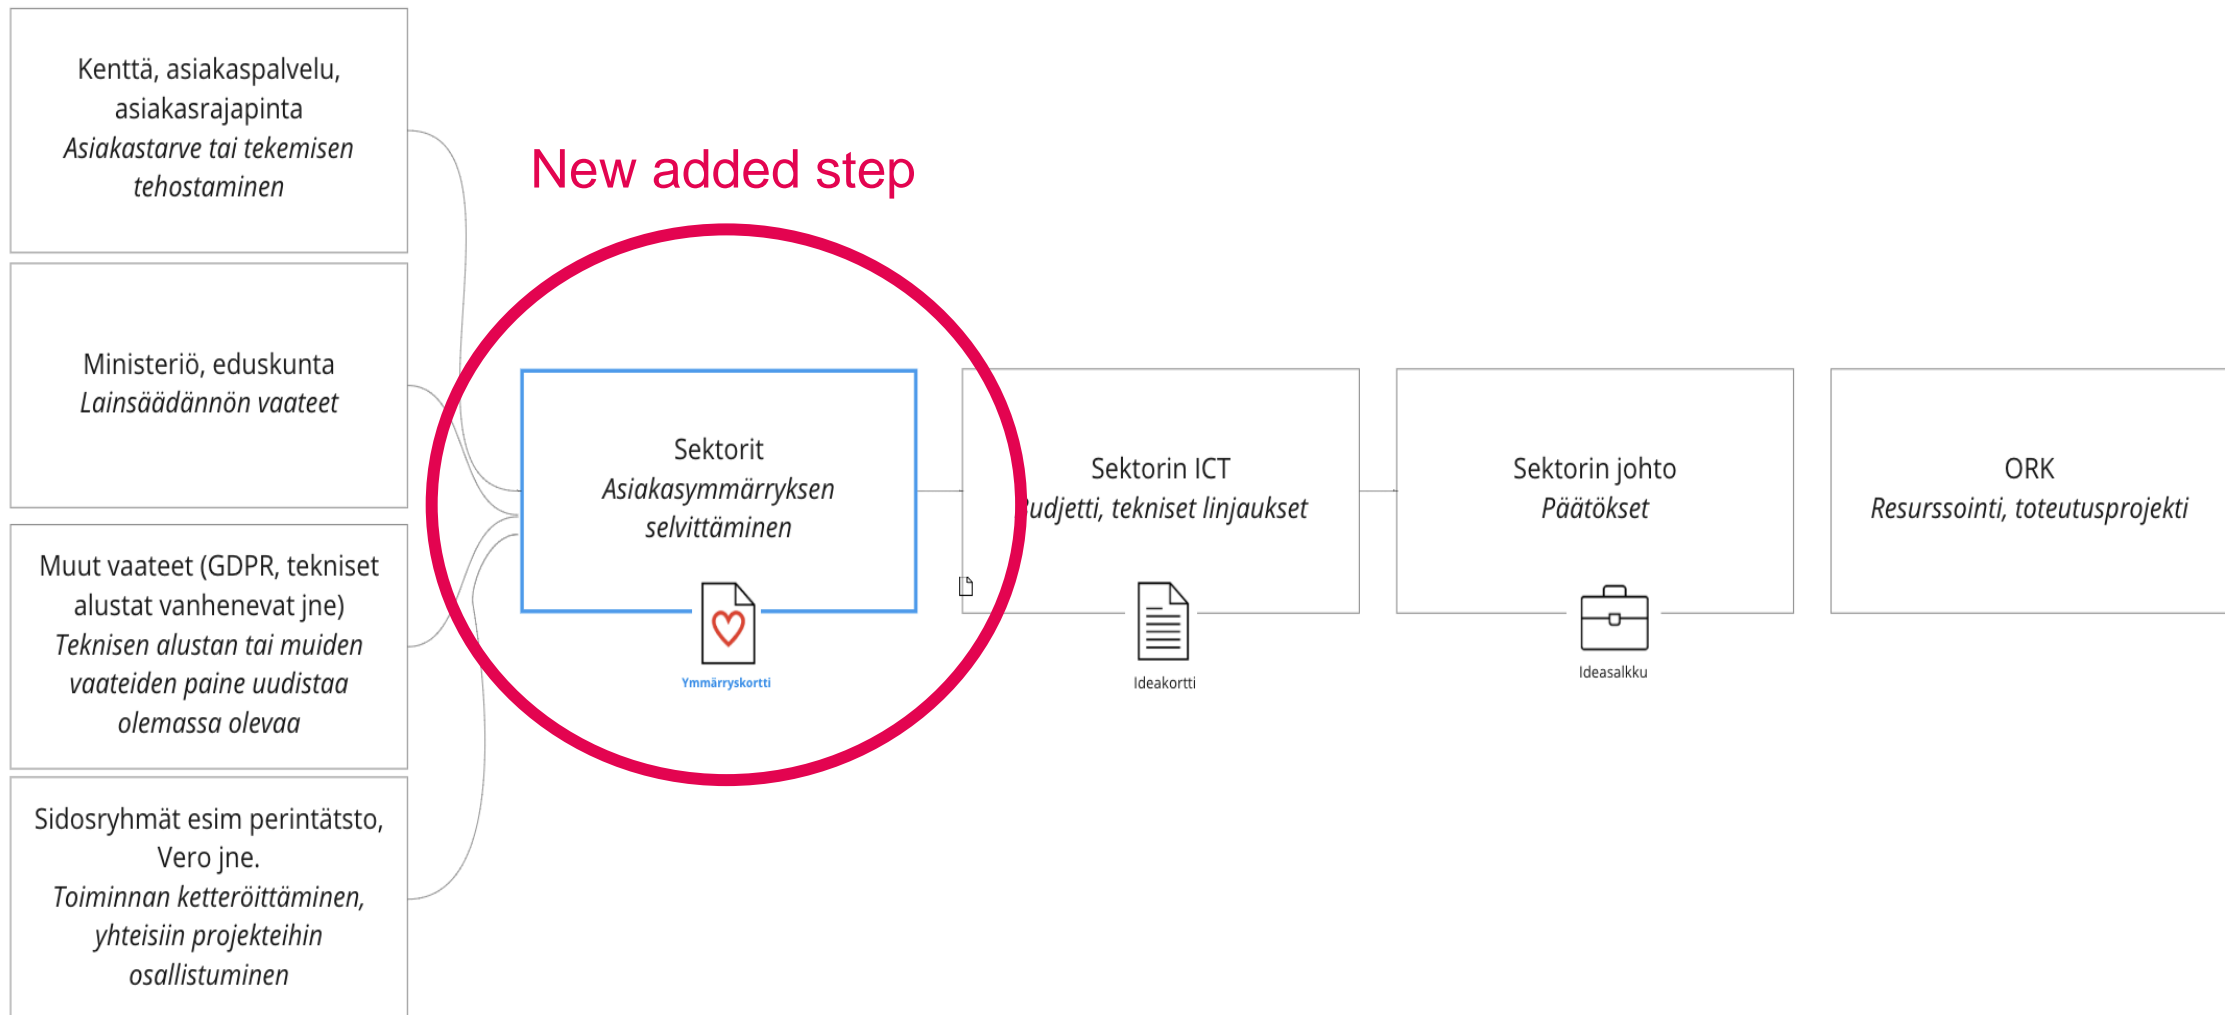 Kenttä, asiakaspalvelu,
asiakasrajapinta
Asiakastarve tai tekemisen
tehostaminen
Ministeriö, eduskunta
Lainsäädännön vaateet
Muut vaateet (GDPR, tekniset
alustat vanhenevat jne)
Teknisen alustan tai muiden
vaateiden paine uudistaa
olemassa olevaa
Sidosryhmät esim perintätsto,
Vero jne.
Toiminnan ketteröittäminen,
yhteisiin projekteihin
osallistuminen
New added step
Sektorit
Asiakasymmärryksen
selvittäminen
Ymmärryskortti
Sektorin ICT
udjetti, tekniset linjaukset
Ideakortti
Sektorin johto
Päätökset
Ideasalkku
ORK
Resurssointi, toteutusprojekti